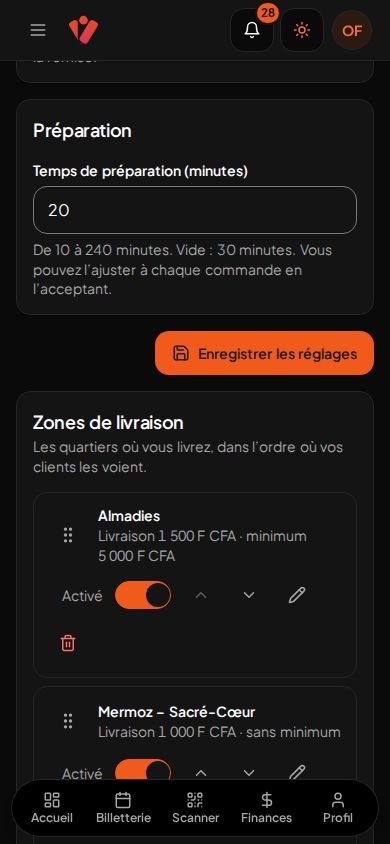 28
OF
Préparation
Temps de préparation (minutes)
20
De 10 à 240 minutes. Vide : 30 minutes. Vous
pouvez l’ajuster à chaque commande en
l’acceptant.
Enregistrer les réglages
Zones de livraison
Les quartiers où vous livrez, dans l’ordre où vos
clients les voient.
Almadies
Livraison 1 500 F CFA · minimum
5 000 F CFA
Activé
Mermoz – Sacré-Cœur
Livraison 1 000 F CFA · sans minimum
Activé
Accueil
Billetterie
Scanner
Finances
Profil